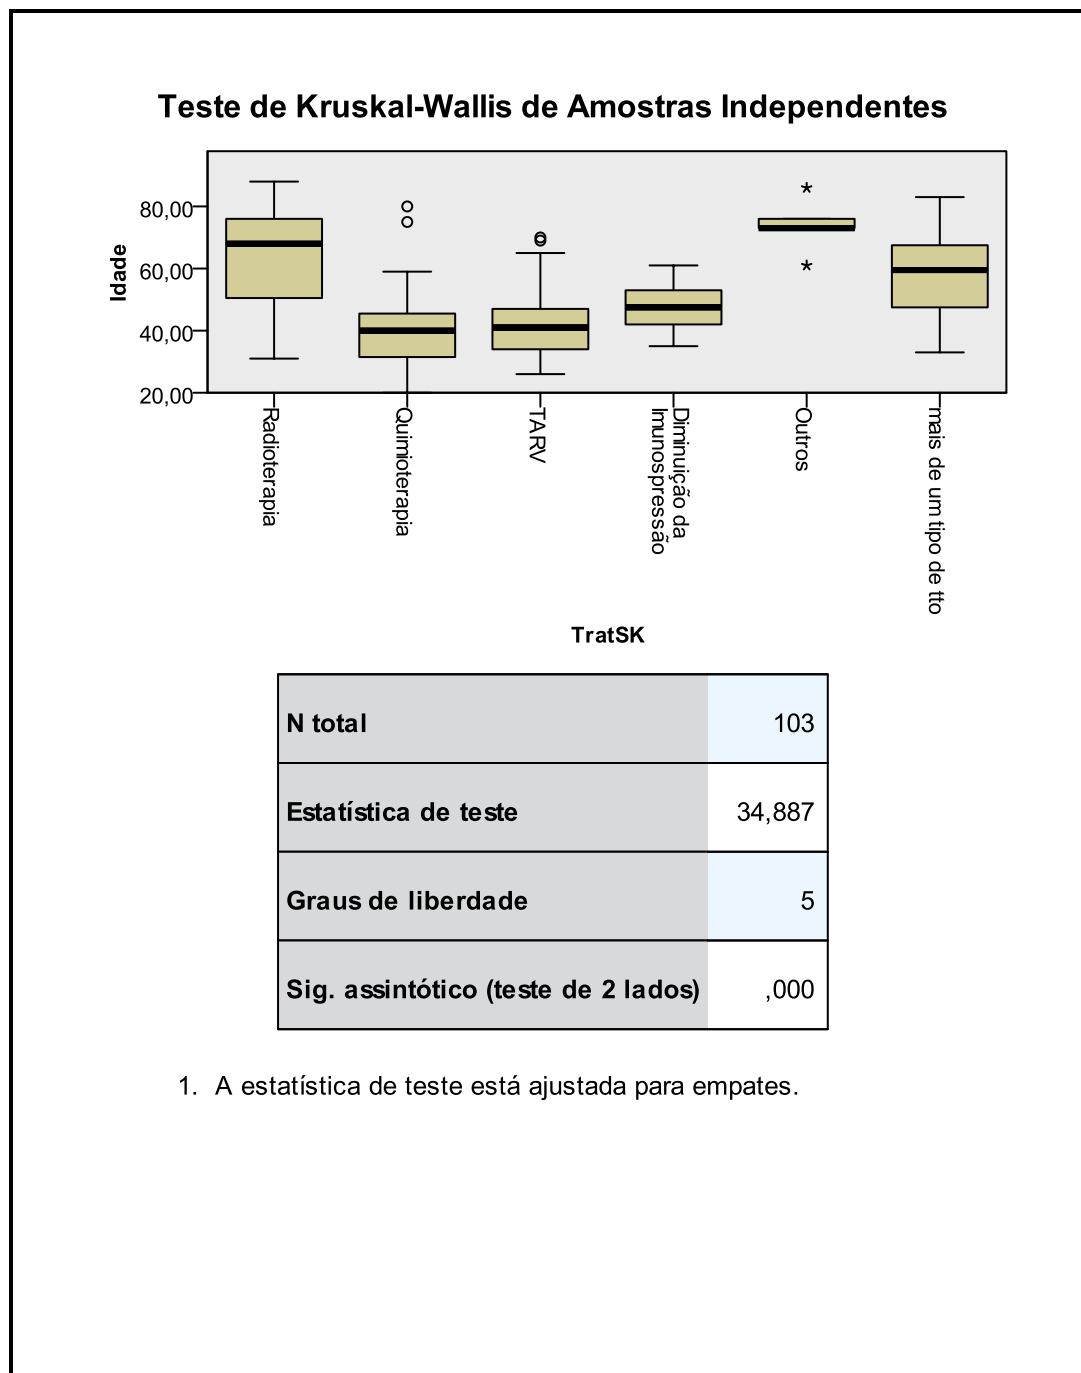 Teste de Kruskal-Wallis de Amostras Independentes
Idade
80,00
60,00
40,00
20,00
Radioterapia
Quimioterapia
TARV
Diminuição da
Imunospressão
Outros
mais de um tipo de tto
TratSK
N total 103
Estatística de teste 34,887
Graus de liberdade 5
Sig. assintótico (teste de 2 lados) ,000
1. A estatística de teste está ajustada para empates.